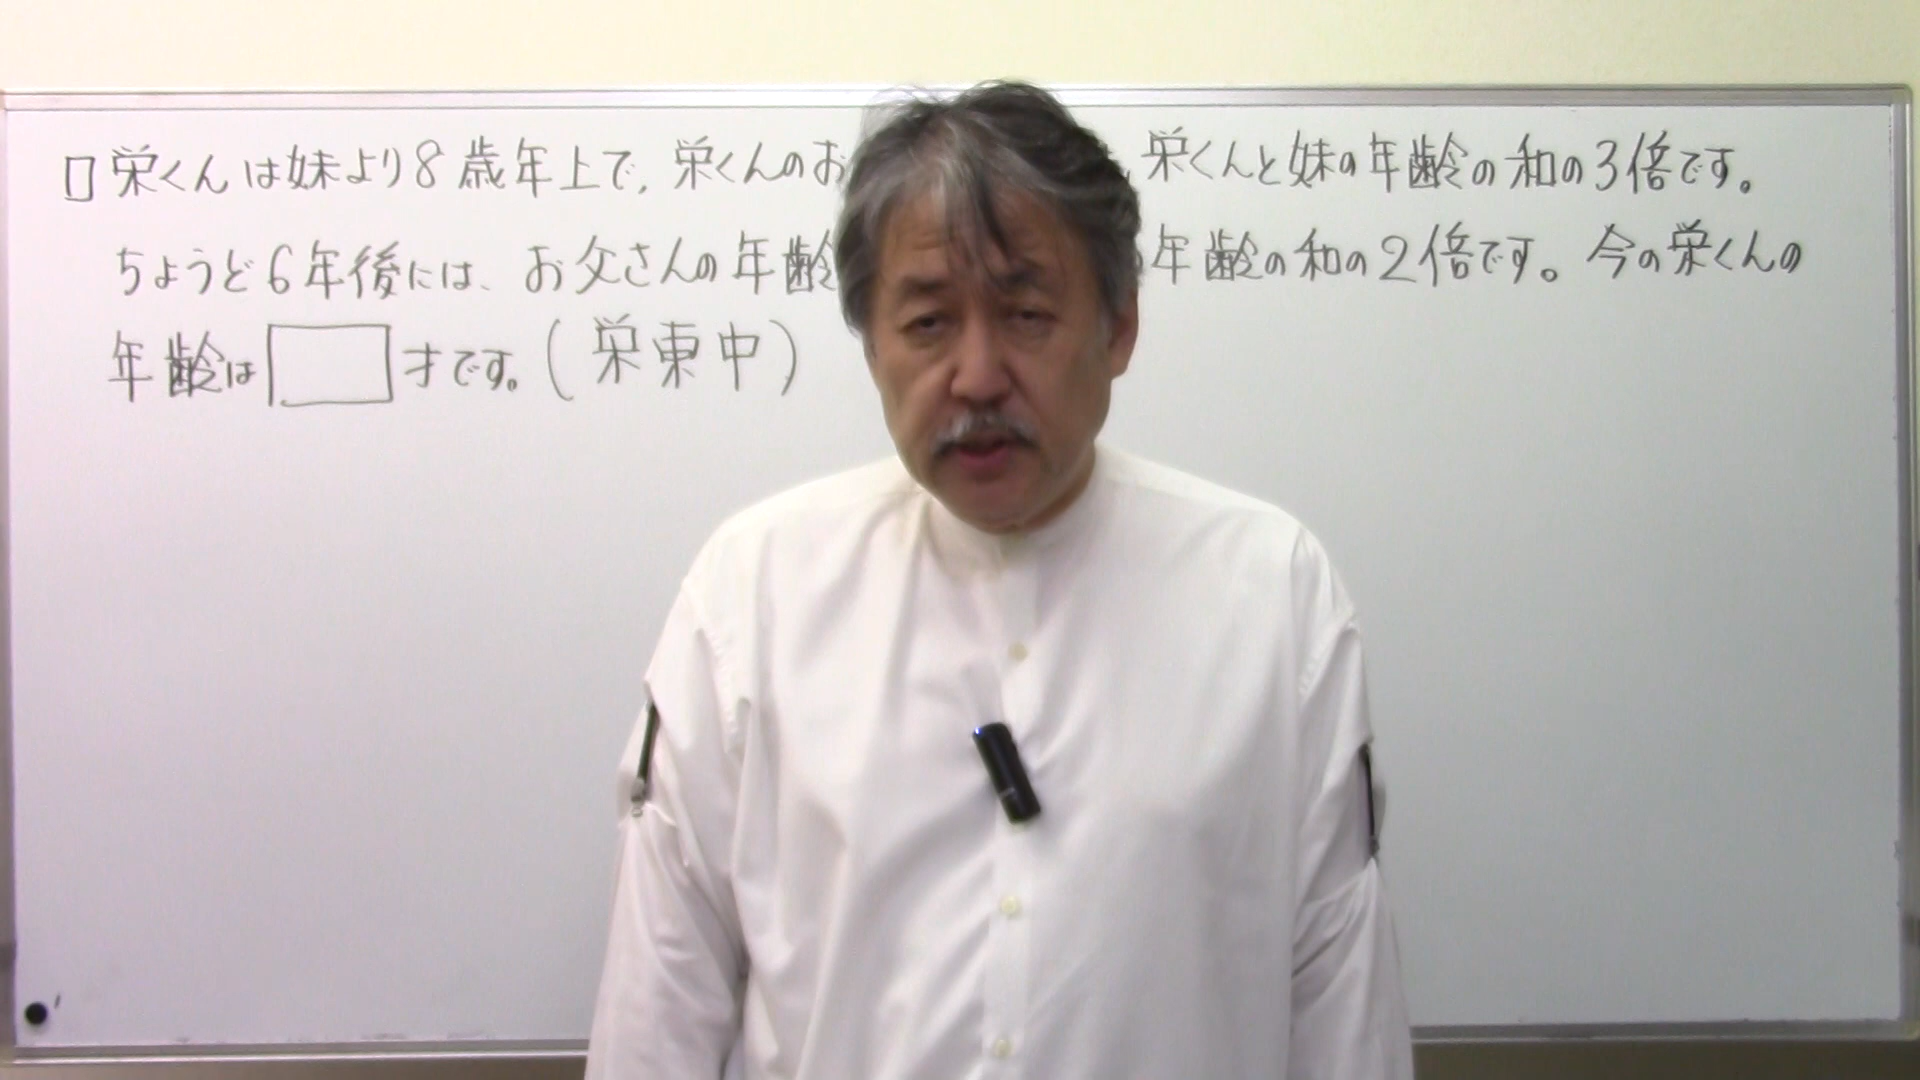 □ 栄くんは妹より8歳年上で、栄くんのお 栄くんと妹の年齢の和の3倍です。
ちょうど6年後には、お父さんの年齢 の年齢の和の2倍です。今の栄くんの
年齢は□才です。(栄東中)